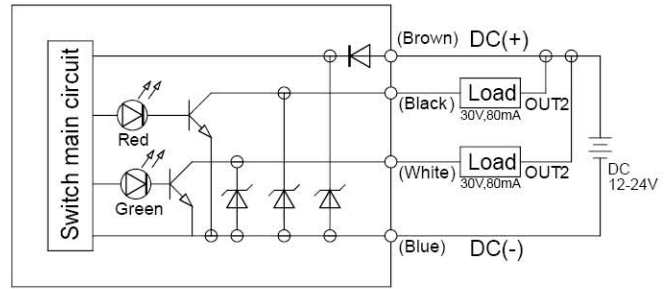 Switch main circuit
(Brown) DC(+)
(Black) Load OUT2
30V,80mA
Red
(White) Load OUT2
30V,80mA
DC
12-24V
Green
(Blue) DC(-)